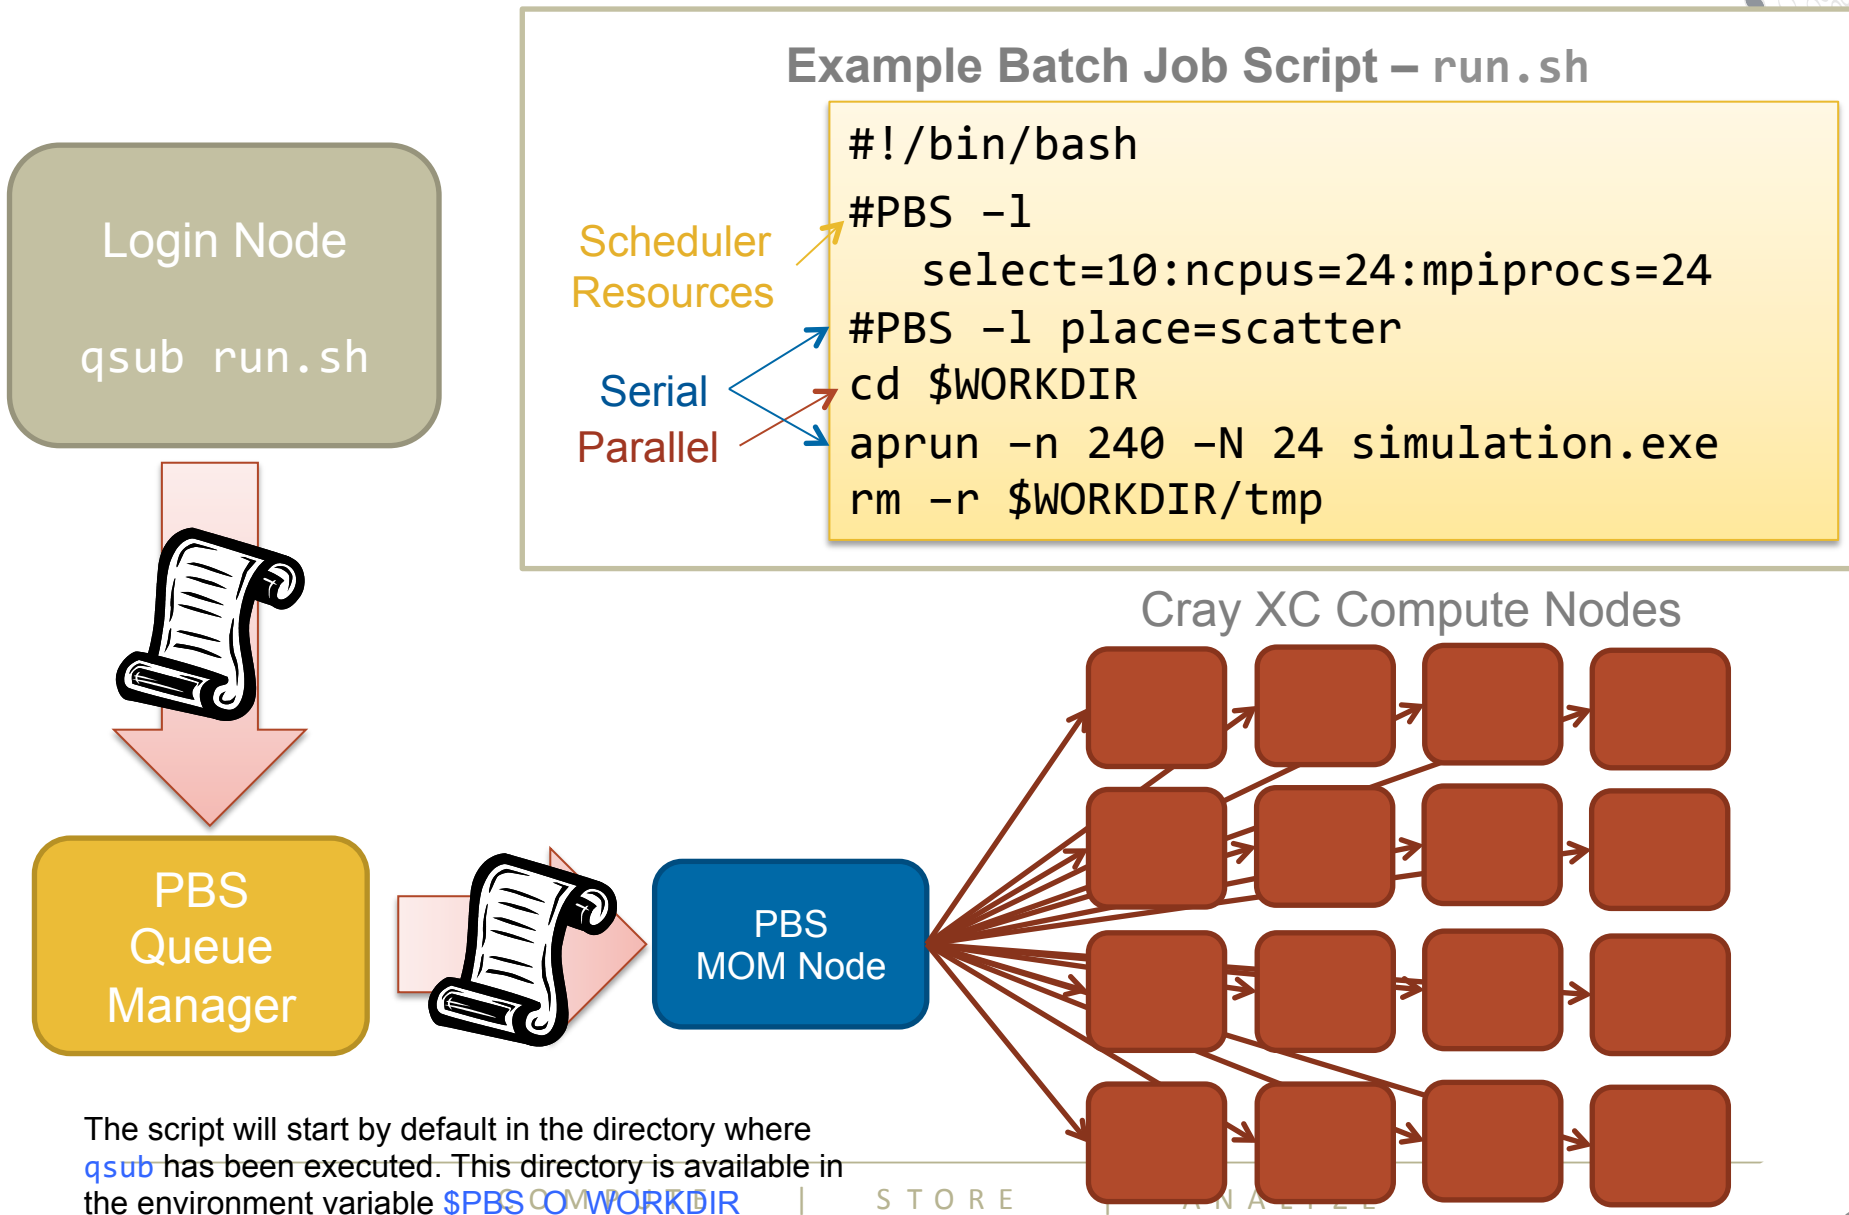 Example Batch Job Script – run.sh
#!/bin/bash
#PBS –l
select=10:ncpus=24:mpiprocs=24
#PBS –l place=scatter
cd $WORKDIR
aprun –n 240 –N 24 simulation.exe
rm –r $WORKDIR/tmp
Scheduler
Resources
Serial
Parallel
Login Node
qsub run.sh
Cray XC Compute Nodes
PBS
Queue
Manager
PBS
MOM Node
The script will start by default in the directory where
qsub has been executed. This directory is available in
the environment variable $PBS_O_WORKDIR
COMPUTE | STORE | ANALYZE